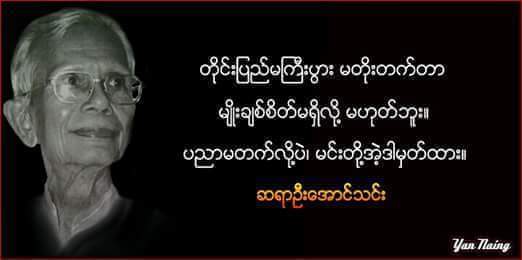 တိုင်းပြည်မကြီးပွား မတိုးတက်တာ
မျိုးချစ်စိတ်မရှိလို့ မဟုတ်ဘူး။
ပညာမတက်လို့ပဲ၊ မင်းတို့အဲ့ဒါမှတ်ထား။
ဆရာဦးအောင်သင်း
Yan Naing